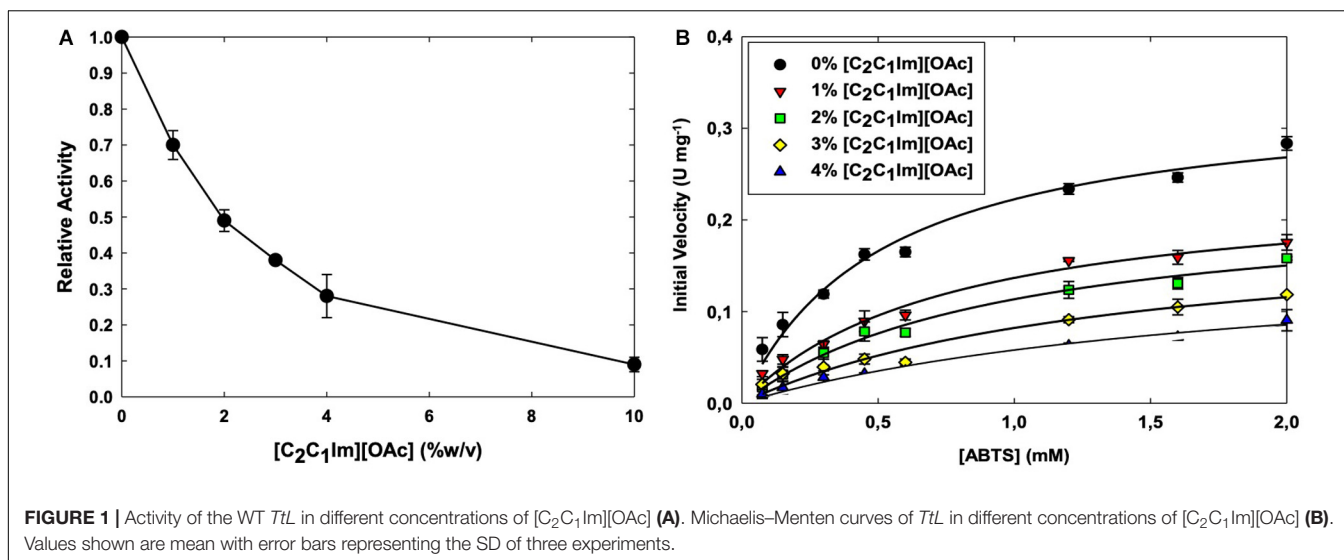 A
1.0
0.9
0.8
0.7
0.6
0.5
0.4
0.3
0.2
0.1
0.0
Relative Activity
0 2 4 6 8 10
[C₂C₁Im][OAc] (%w/v)
B
0,4
0,3
0,2
0,1
0,0
Initial Velocity (U mg⁻¹)
0% [C₂C₁Im][OAc]
1% [C₂C₁Im][OAc]
2% [C₂C₁Im][OAc]
3% [C₂C₁Im][OAc]
4% [C₂C₁Im][OAc]
0,0 0,5 1,0 1,5 2,0
[ABTS] (mM)
FIGURE 1 | Activity of the WT TtL in different concentrations of [C₂C₁Im][OAc] (A). Michaelis–Menten curves of TtL in different concentrations of [C₂C₁Im][OAc] (B).
Values shown are mean with error bars representing the SD of three experiments.